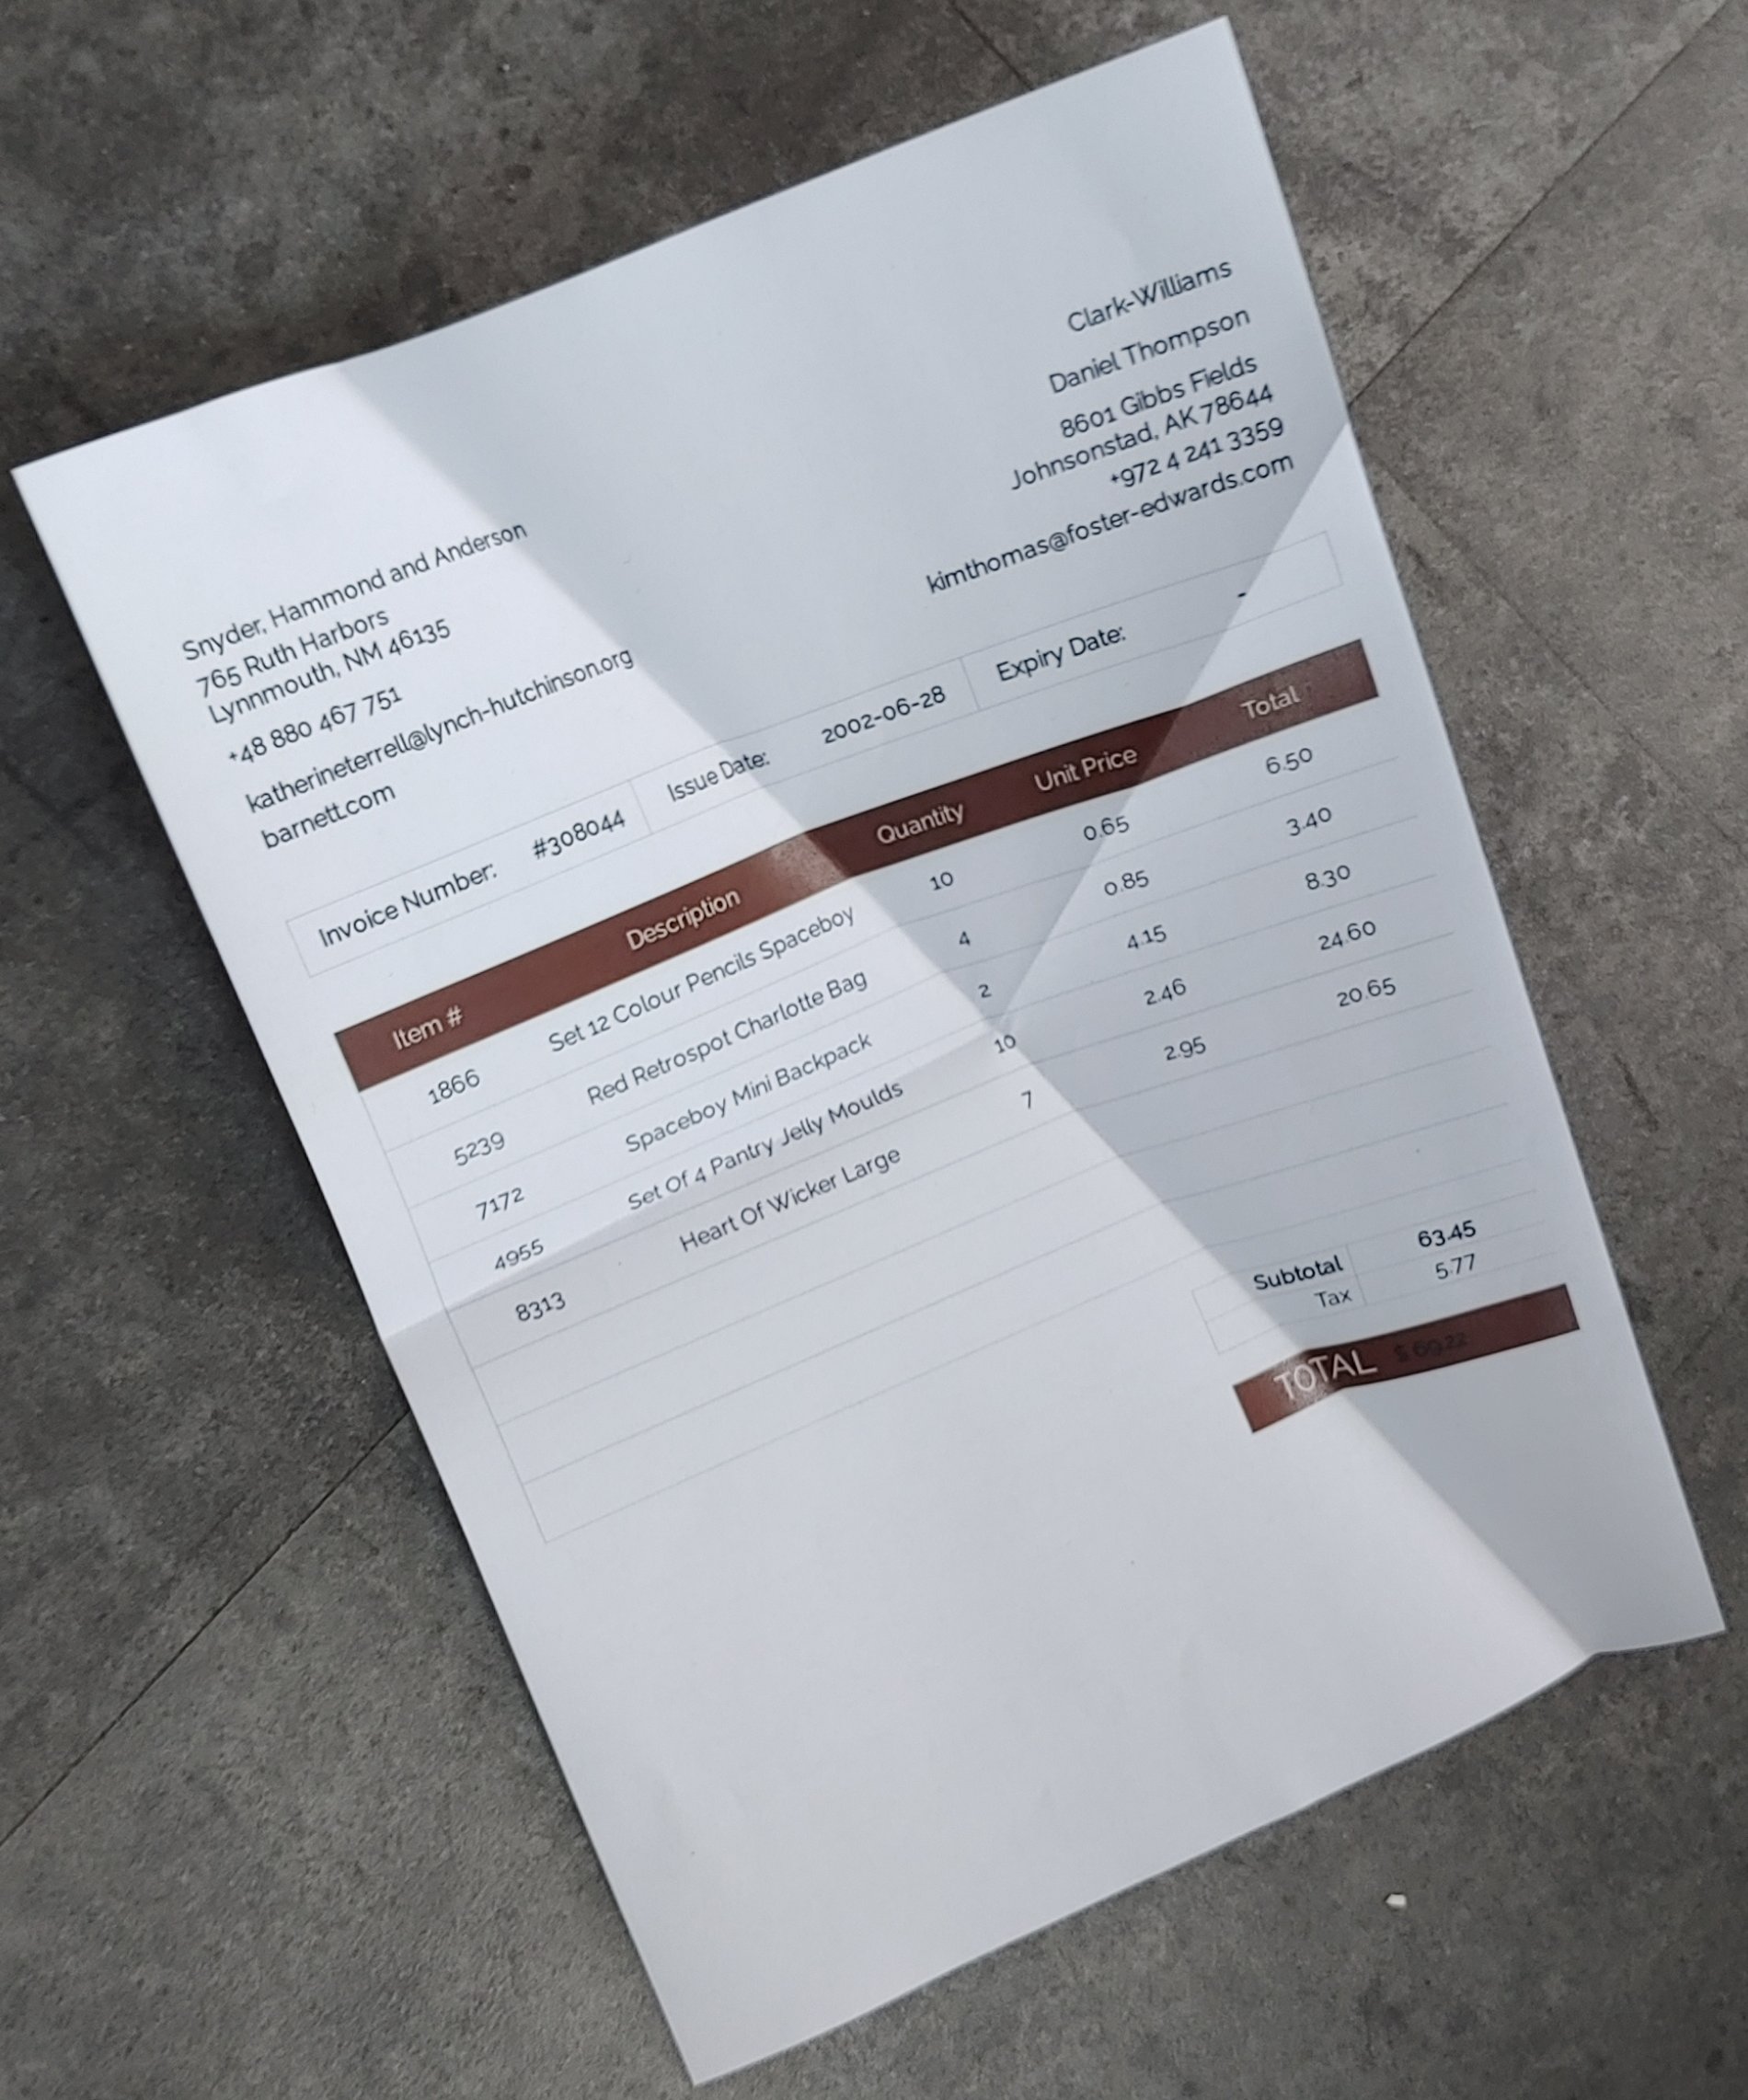 Clark-Williams
Daniel Thompson
8601 Gibbs Fields
Johnsonstad, AK 78644
+972 4 241 3359
kimthomas@foster-edwards.com
Snyder, Hammond and Anderson
765 Ruth Harbors
Lynnmouth, NM 46135
+48 880 467 751
katherineterrell@lynch-hutchinson.org
barnett.com
Invoice Number: #308044 Issue Date: 2002-06-28 Expiry Date: -
Item # Description Quantity Unit Price Total
1866 Set 12 Colour Pencils Spaceboy 10 0.65 6.50
5239 Red Retrospot Charlotte Bag 4 0.85 3.40
7172 Spaceboy Mini Backpack 2 4.15 8.30
4955 Set Of 4 Pantry Jelly Moulds 10 2.46 24.60
8313 Heart Of Wicker Large 7 2.95 20.65
Subtotal 63.45
Tax 5.77
TOTAL $ 69.22